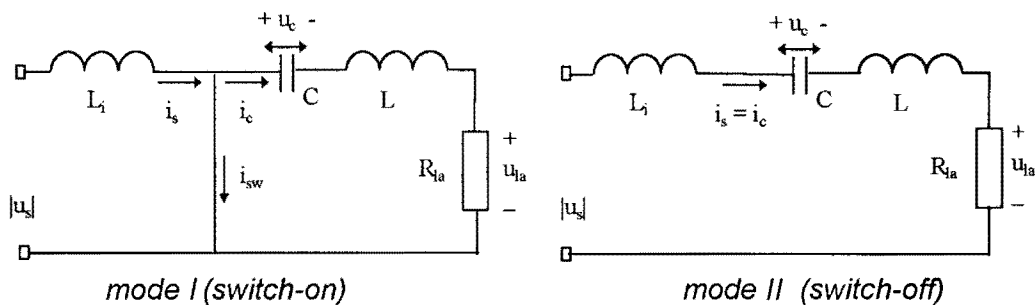 + u_c -
L_i
i_s
i_c
C
L
i_sw
R_la
+
u_la
−
|u_s|
mode I (switch-on)
+ u_c -
L_i
i_s = i_c
C
L
R_la
+
u_la
−
|u_s|
mode II (switch-off)